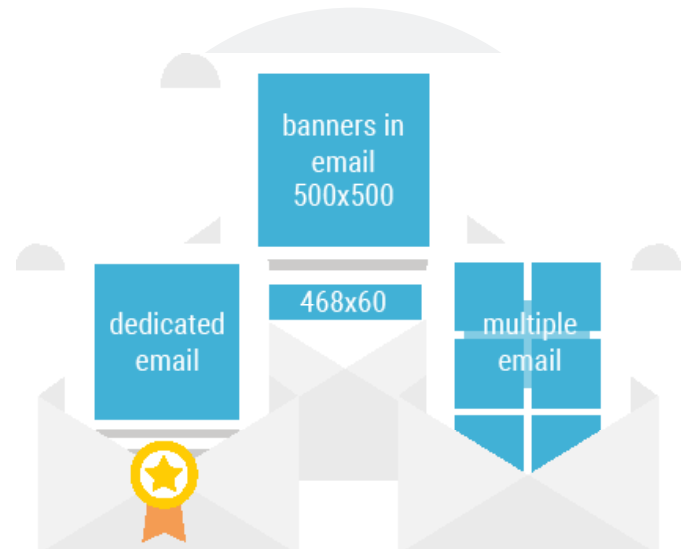 banners in
email
500x500
468x60
dedicated
email
multiple
email